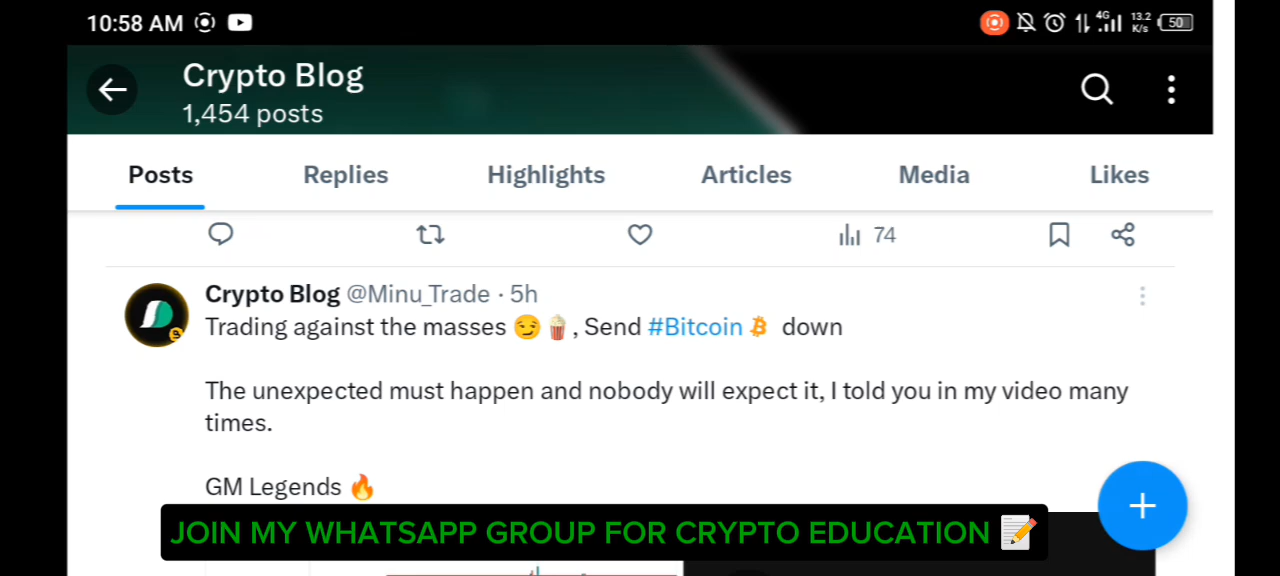 10:58 AM 4G 13.2 K/s 50
Crypto Blog
1,454 posts
Posts Replies Highlights Articles Media Likes
74
Crypto Blog @Minu_Trade · 5h
Trading against the masses 😏🍿, Send #Bitcoin ₿ down
The unexpected must happen and nobody will expect it, I told you in my video many
times.
GM Legends 🔥
JOIN MY WHATSAPP GROUP FOR CRYPTO EDUCATION 📝